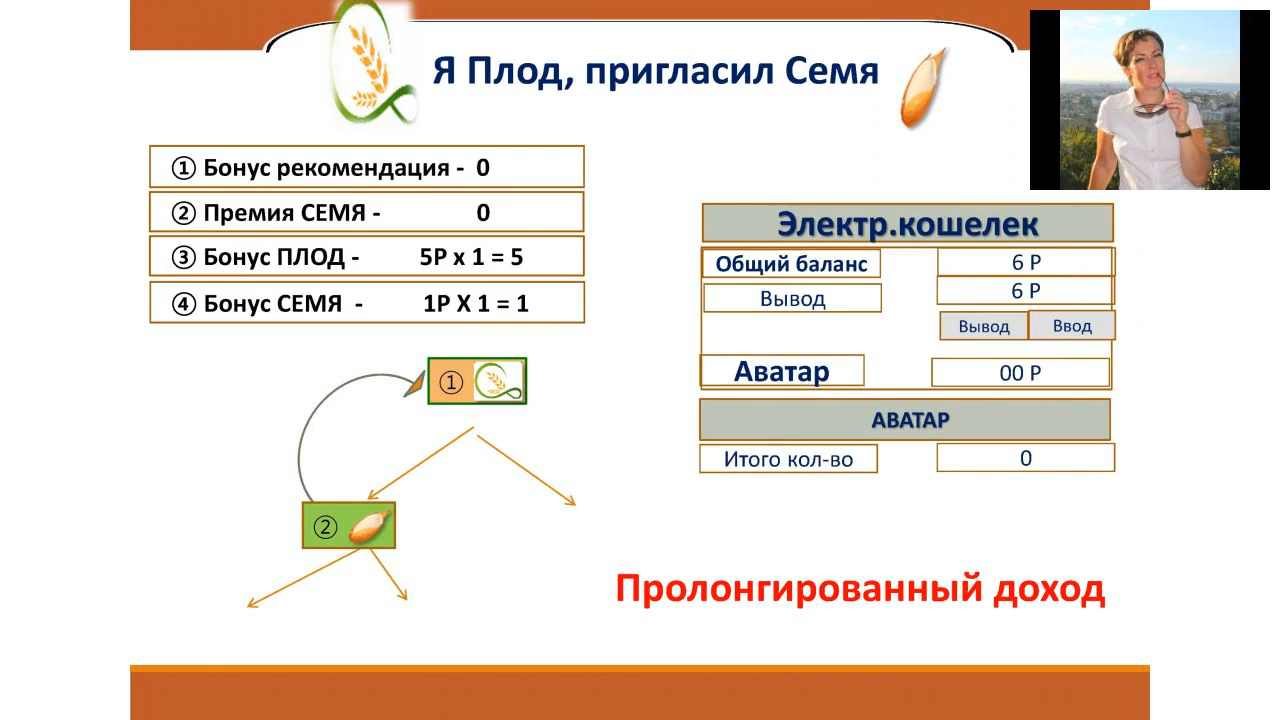 Я Плод, пригласил Семя
① Бонус рекомендация - 0
② Премия СЕМЯ - 0
③ Бонус ПЛОД - 5Р х 1 = 5
④ Бонус СЕМЯ - 1Р Х 1 = 1
Электр.кошелек
Общий баланс 6 Р
Вывод 6 Р
Вывод Ввод
Аватар 00 Р
АВАТАР
Итого кол-во 0
①
②
Пролонгированный доход